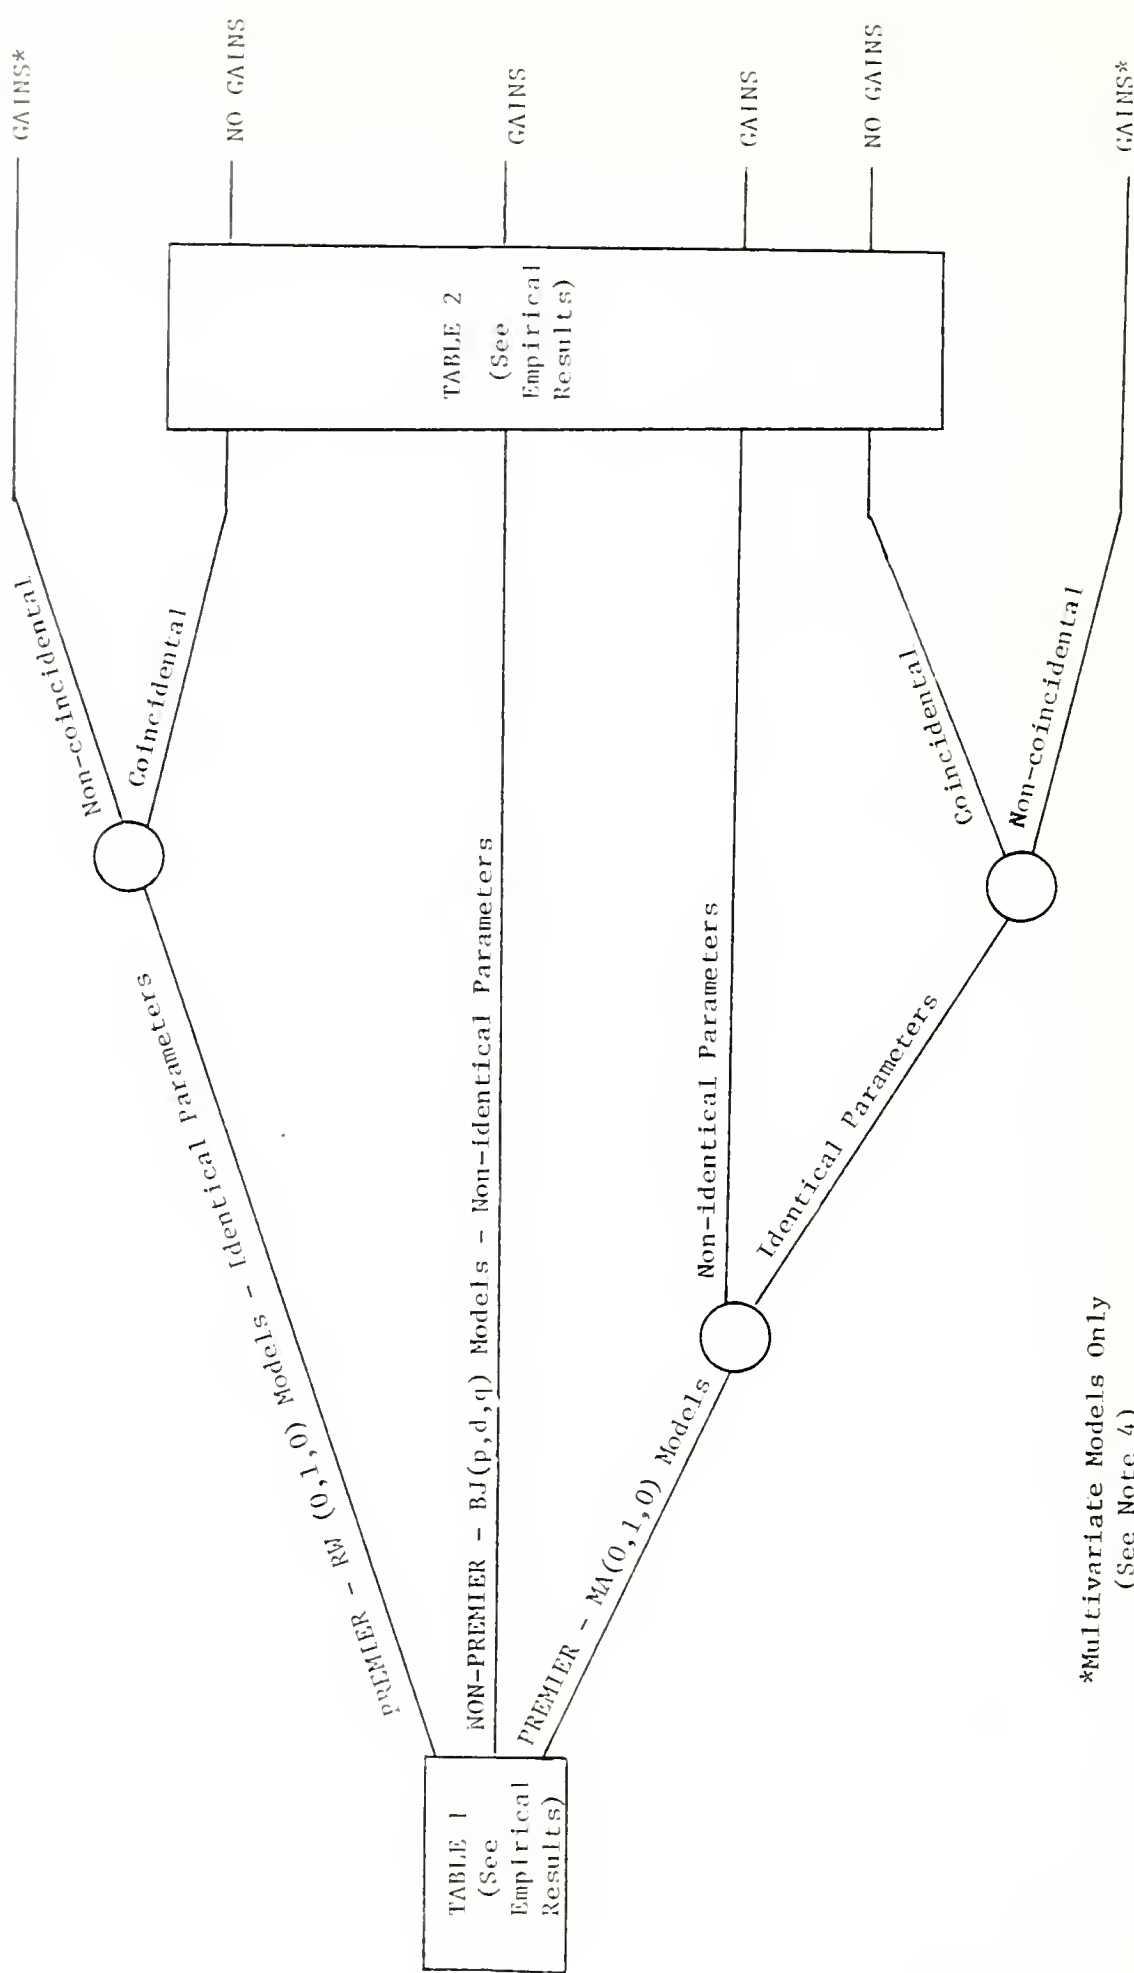 TABLE 1
(See
Empirical
Results)
PREMIER - RW (0,1,0) Models - Identical Parameters
Non-coincidental
GAINS*
Coincidental
NO GAINS
NON-PREMIER - BJ(p,d,q) Models - Non-identical Parameters
TABLE 2
(See
Empirical
Results)
GAINS
PREMIER - MA(0,1,0) Models
Non-identical Parameters
GAINS
Identical Parameters
Coincidental
NO GAINS
Non-coincidental
GAINS*
*Multivariate Models Only
(See Note 4)